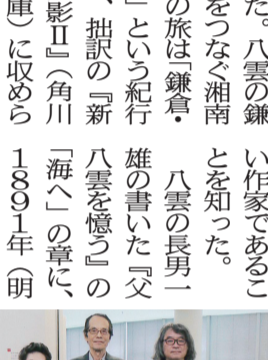 た。八雲の鎌
をつなぐ湘南
の旅は「鎌倉・
」という紀行
、拙訳の『新
影Ⅱ』（角川
庫）に収めら
い作家であるこ
とを知った。
八雲の長男一
雄の書いた『父
八雲を憶う』の
「海へ」の章に、
1891年（明